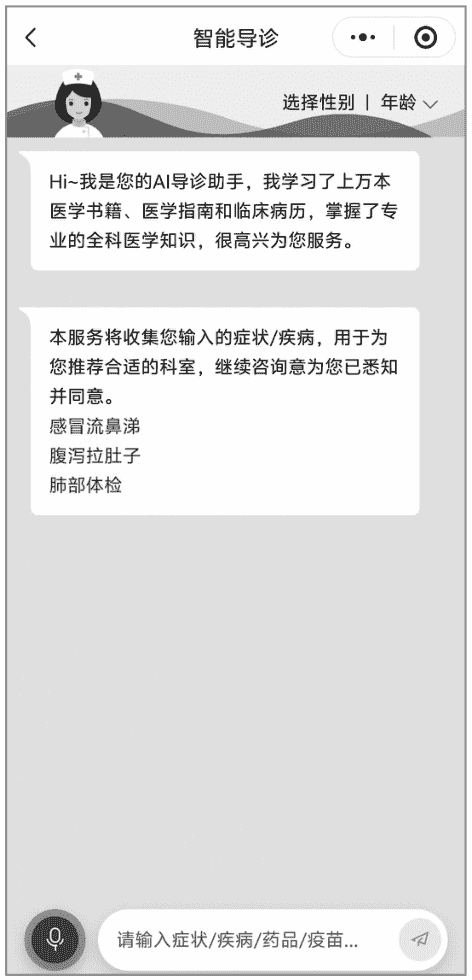 智能导诊
选择性别 | 年龄
Hi~我是您的AI导诊助手，我学习了上万本
医学书籍、医学指南和临床病历，掌握了专
业的全科医学知识，很高兴为您服务。
本服务将收集您输入的症状/疾病，用于为
您推荐合适的科室，继续咨询意为您已悉知
并同意。
感冒流鼻涕
腹泻拉肚子
肺部体检
请输入症状/疾病/药品/疫苗...